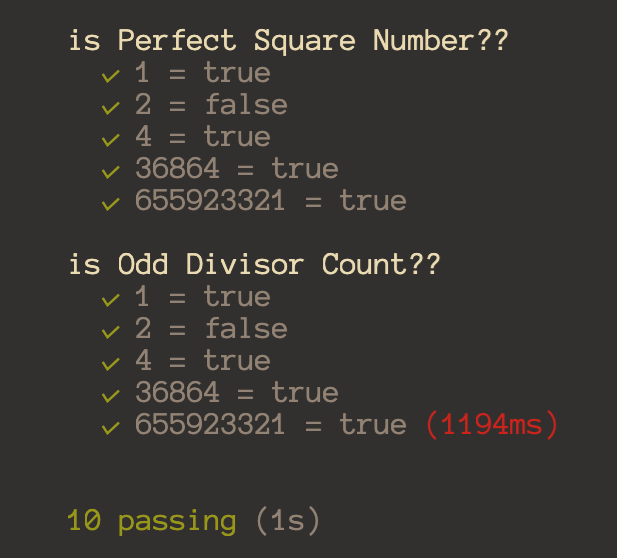 is Perfect Square Number??
✓ 1 = true
✓ 2 = false
✓ 4 = true
✓ 36864 = true
✓ 655923321 = true
is Odd Divisor Count??
✓ 1 = true
✓ 2 = false
✓ 4 = true
✓ 36864 = true
✓ 655923321 = true (1194ms)
10 passing (1s)